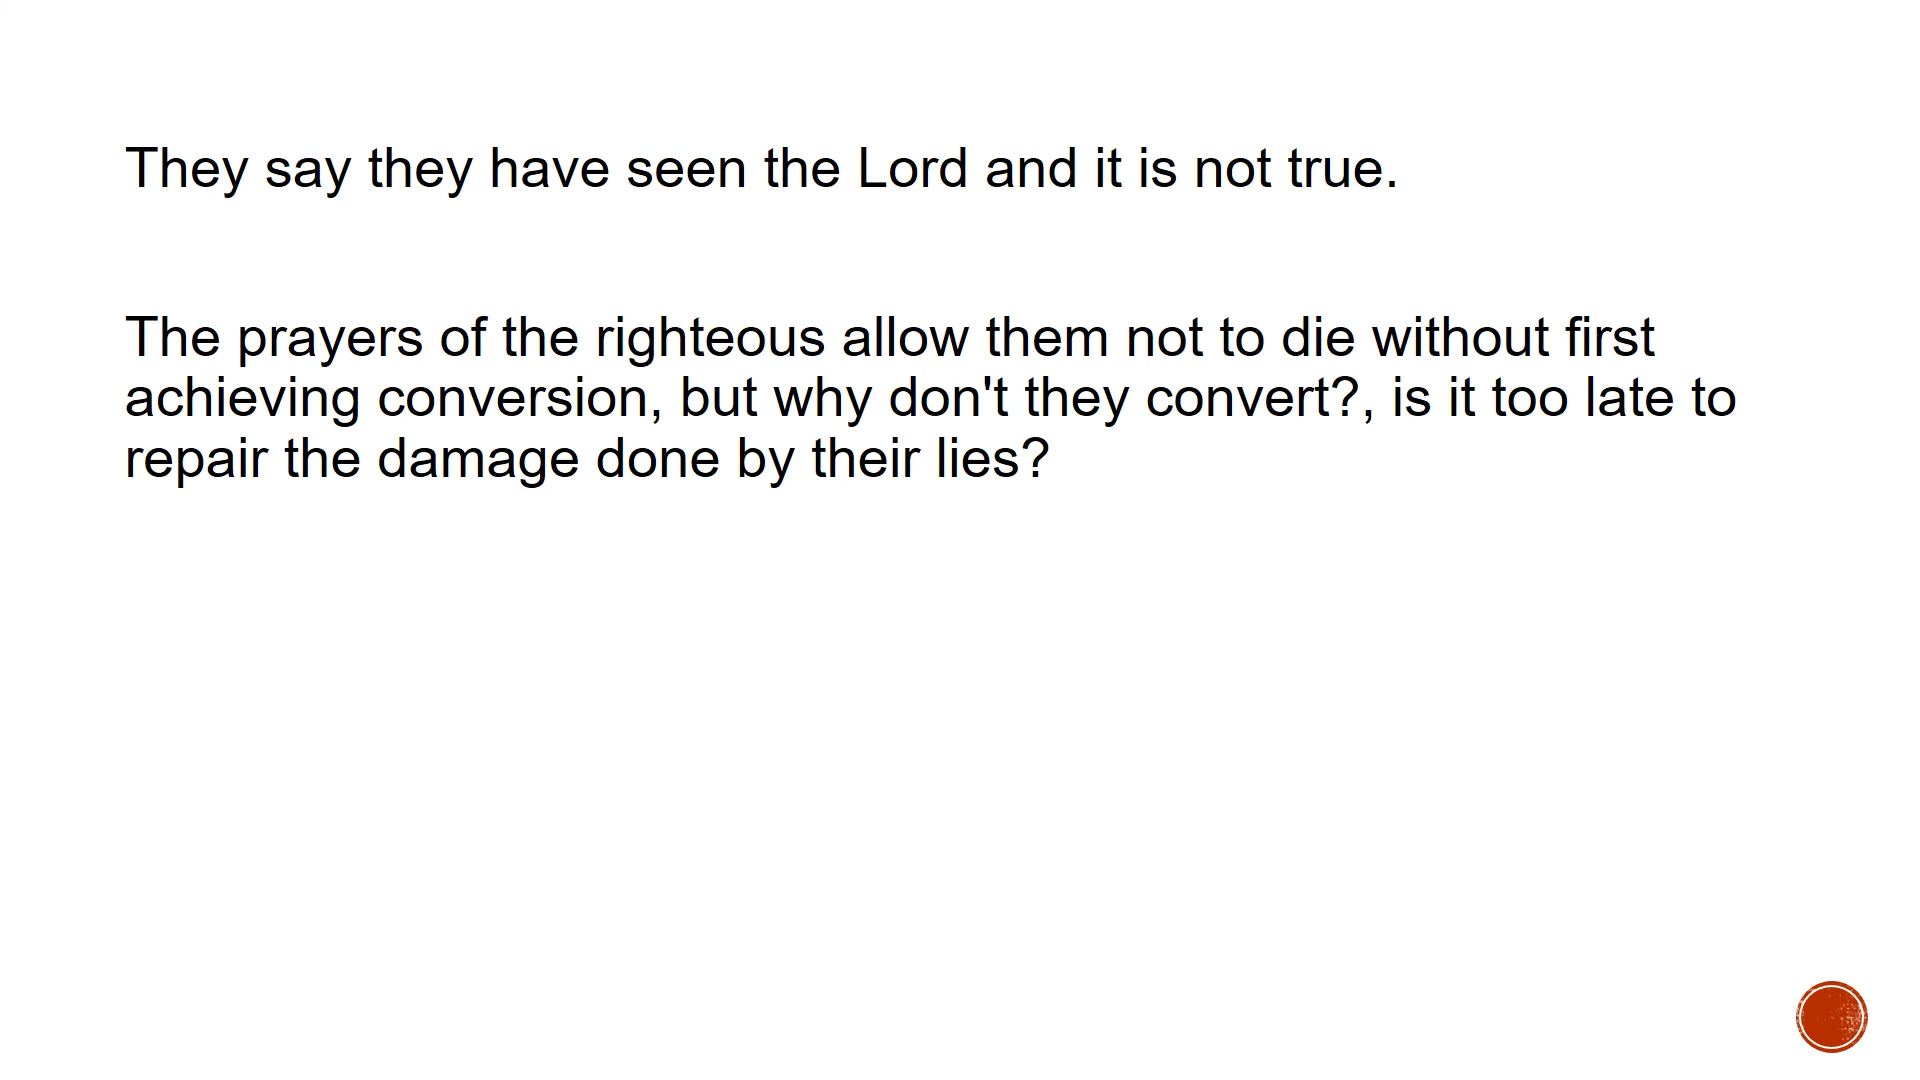 They say they have seen the Lord and it is not true.
The prayers of the righteous allow them not to die without first
achieving conversion, but why don't they convert?, is it too late to
repair the damage done by their lies?